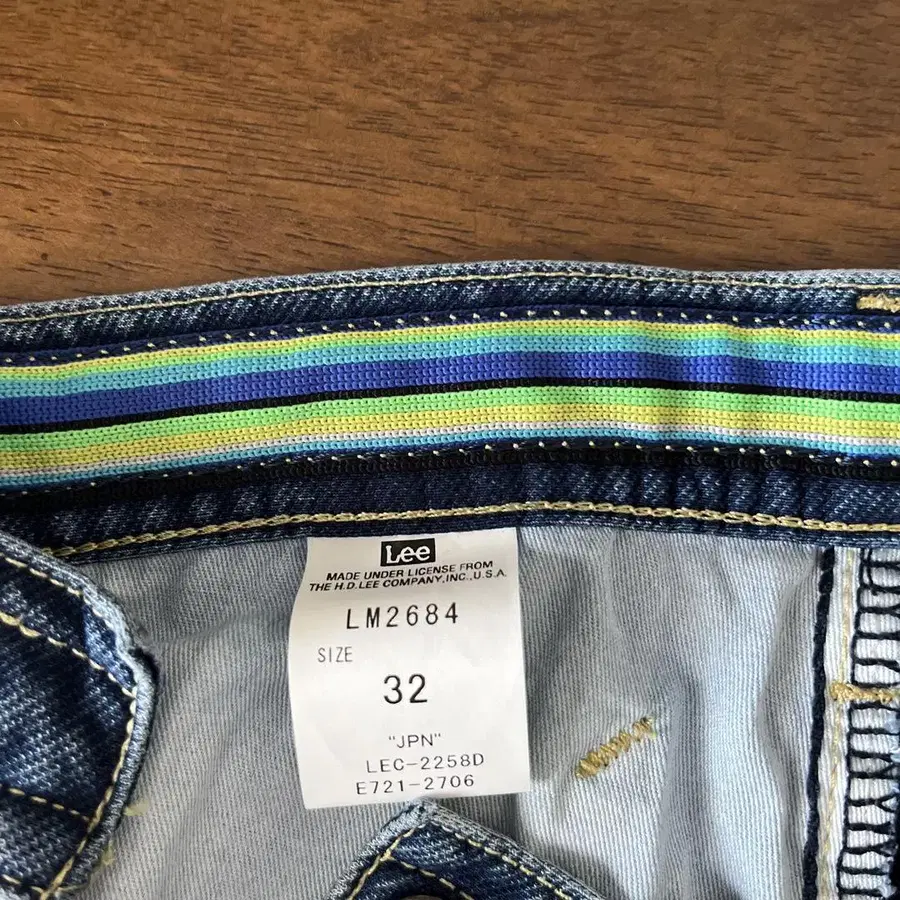 Lee
MADE UNDER LICENSE FROM
THE H.D.LEE COMPANY,INC.,U.S.A.
LM2684
SIZE
32
"JPN"
LEC-2258D
E721-2706